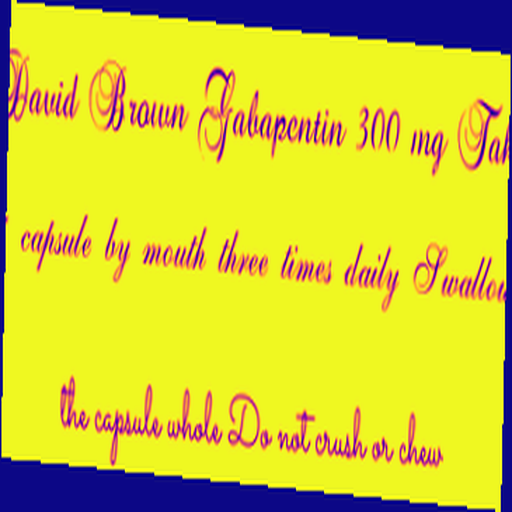 David Brown Gabapentin 300 mg Tak
capsule by mouth three times daily Swallow
the capsule whole Do not crush or chew